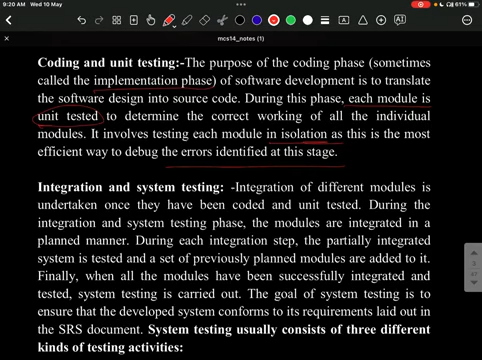 9:20 AM Wed 10 May
61%
mcs14_notes (1)
Coding and unit testing:-The purpose of the coding phase (sometimes
called the implementation phase) of software development is to translate
the software design into source code. During this phase, each module is
unit tested to determine the correct working of all the individual
modules. It involves testing each module in isolation as this is the most
efficient way to debug the errors identified at this stage.
Integration and system testing: -Integration of different modules is
undertaken once they have been coded and unit tested. During the
integration and system testing phase, the modules are integrated in a
planned manner. During each integration step, the partially integrated
system is tested and a set of previously planned modules are added to it.
Finally, when all the modules have been successfully integrated and
tested, system testing is carried out. The goal of system testing is to
ensure that the developed system conforms to its requirements laid out in
the SRS document. System testing usually consists of three different
kinds of testing activities: